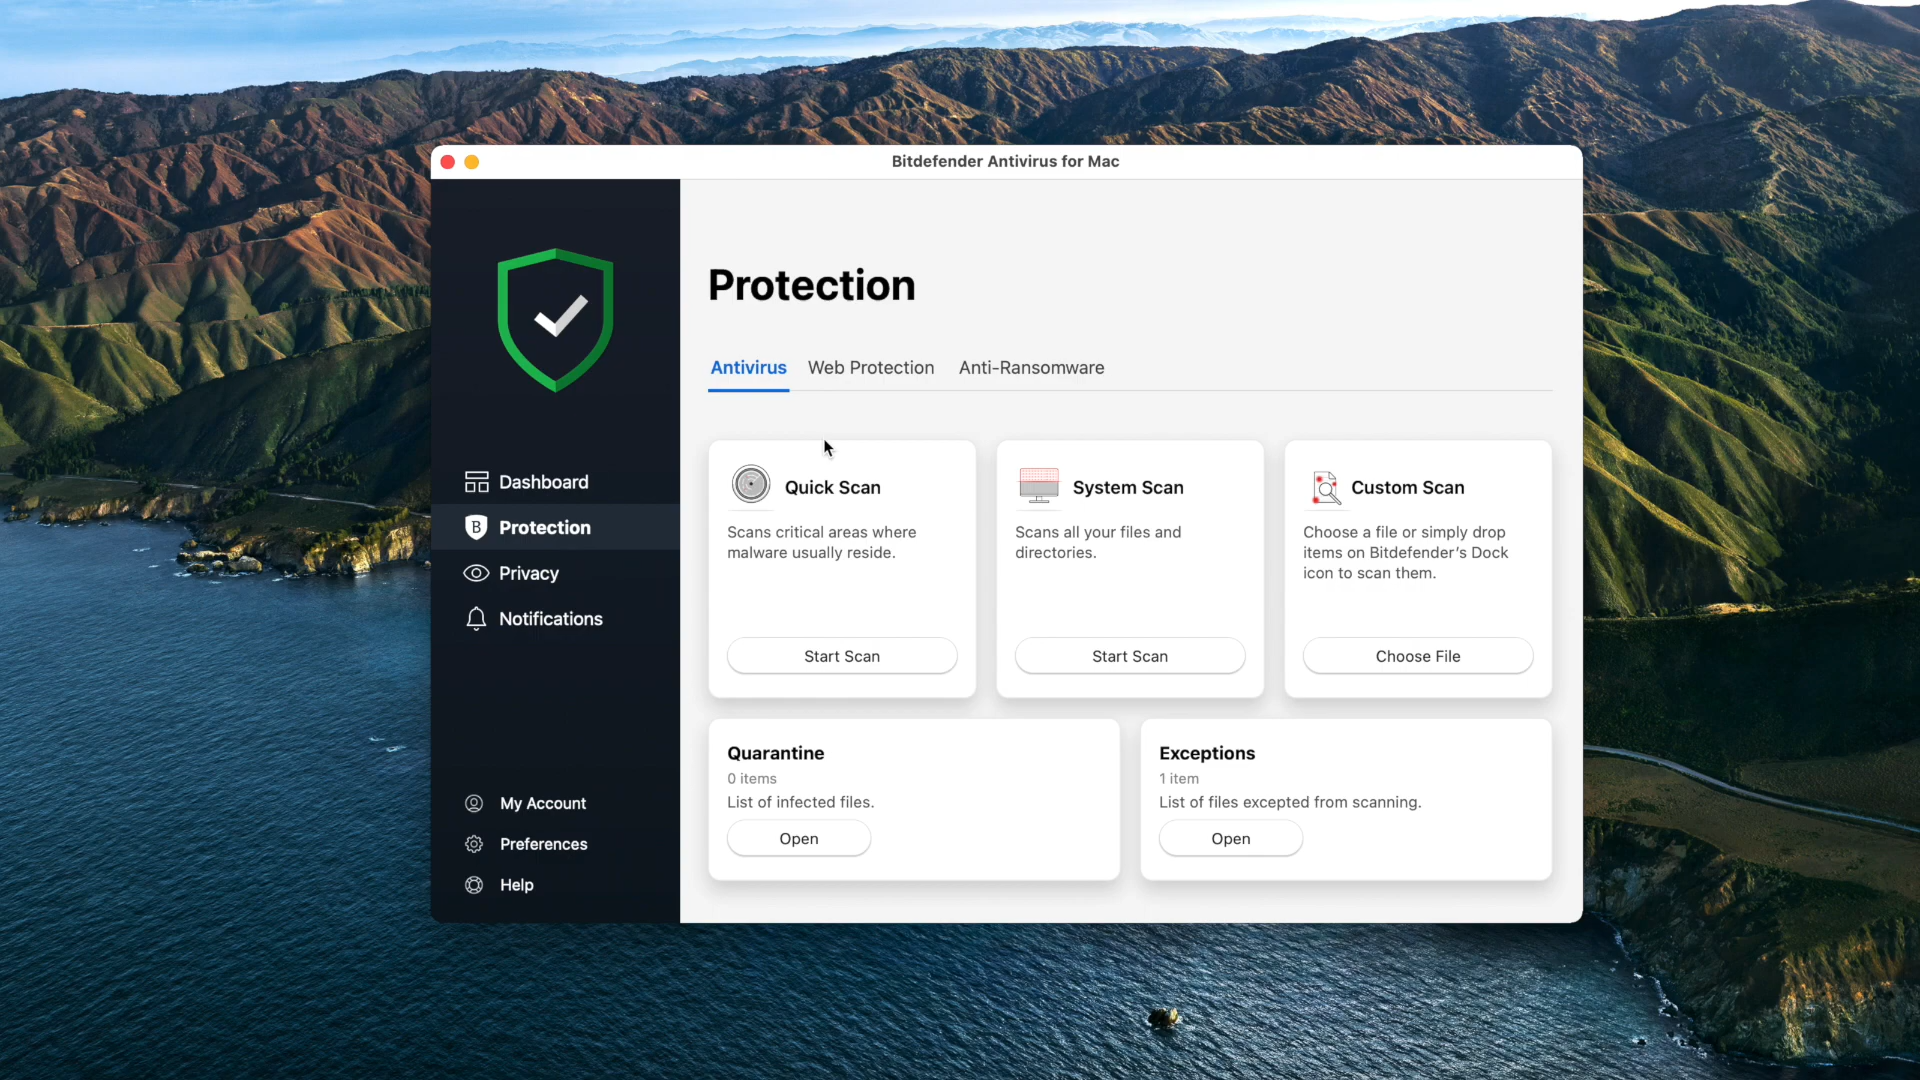 Bitdefender Antivirus for Mac
Protection
Antivirus Web Protection Anti-Ransomware
Dashboard
B Protection
Privacy
Notifications
My Account
Preferences
Help
Quick Scan
Scans critical areas where
malware usually reside.
Start Scan
System Scan
Scans all your files and
directories.
Start Scan
Custom Scan
Choose a file or simply drop
items on Bitdefender's Dock
icon to scan them.
Choose File
Quarantine
0 items
List of infected files.
Open
Exceptions
1 item
List of files excepted from scanning.
Open